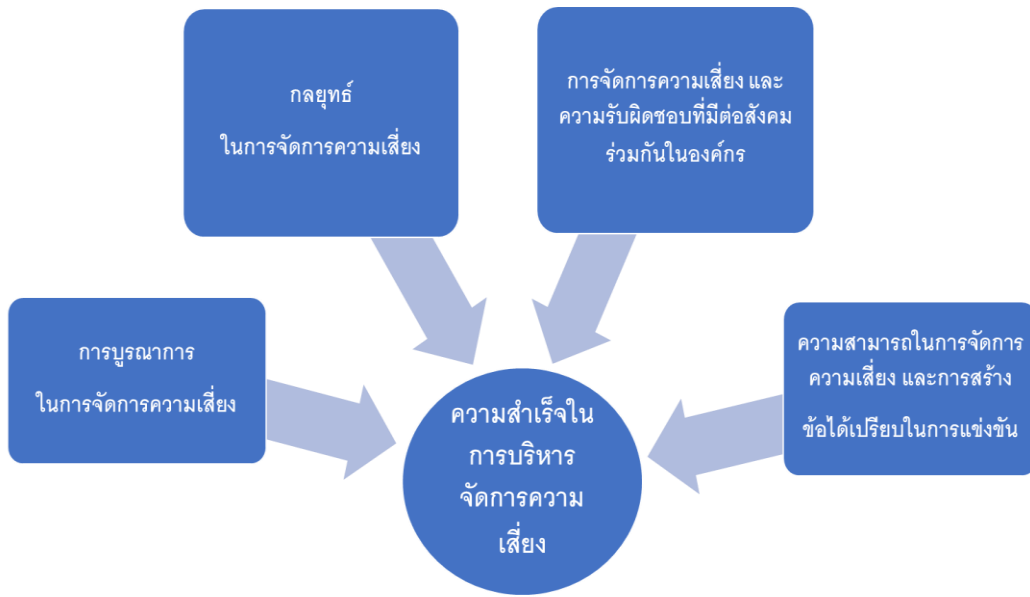 กลยุทธ์
ในการจัดการความเสี่ยง
การจัดการความเสี่ยง และ
ความรับผิดชอบที่มีต่อสังคม
ร่วมกันในองค์กร
การบูรณาการ
ในการจัดการความเสี่ยง
ความสามารถในการจัดการ
ความเสี่ยง และการสร้าง
ข้อได้เปรียบในการแข่งขัน
ความสำเร็จใน
การบริหาร
จัดการความ
เสี่ยง